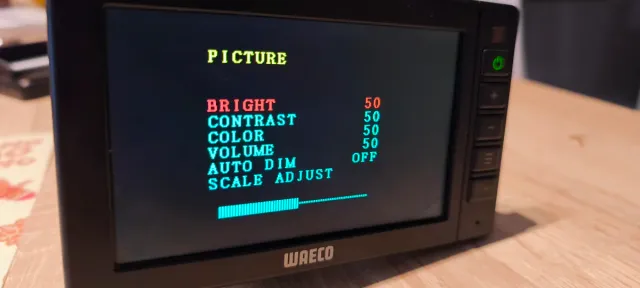 PICTURE
BRIGHT 50
CONTRAST 50
COLOR 50
VOLUME 50
AUTO DIM OFF
SCALE ADJUST
WAECO